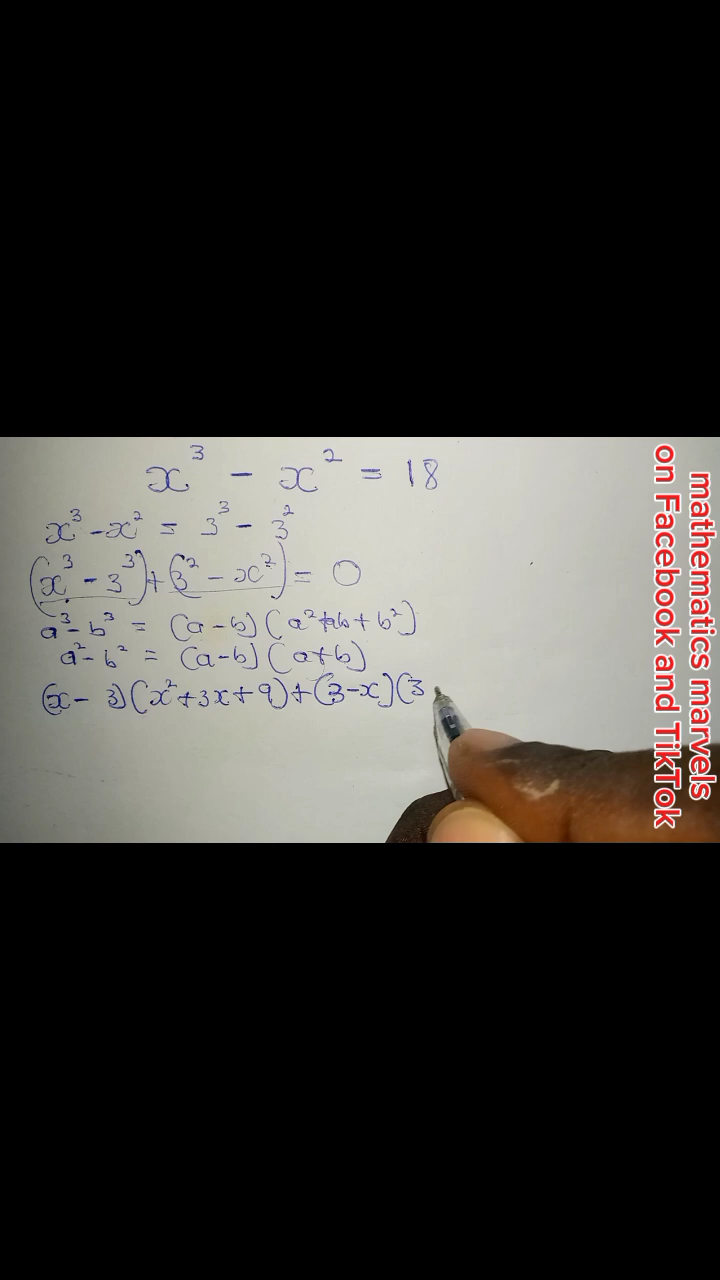 x³ - x² = 18
x³ - x² = 3³ - 3²
(x³ - 3³) + (3² - x²) = 0
a³ - b³ = (a - b)(a² + ab + b²)
a² - b² = (a - b)(a + b)
(x - 3)(x² + 3x + 9) + (3 - x)(3
mathematics marvels
on Facebook and TikTok